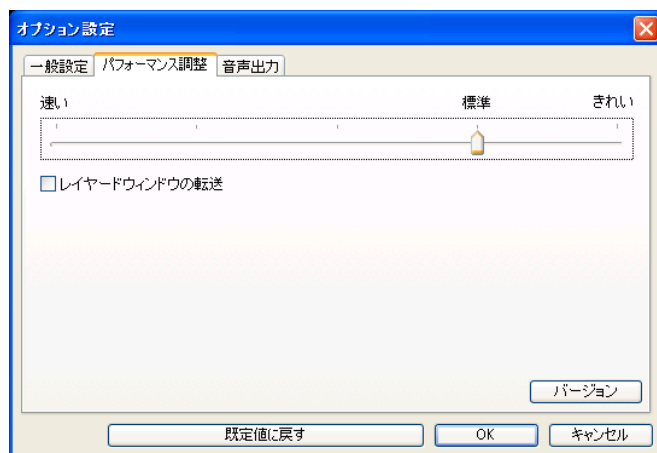 オプション設定
一般設定 パフォーマンス調整 音声出力
速い 標準 きれい
レイヤードウィンドウの転送
バージョン
既定値に戻す OK キャンセル